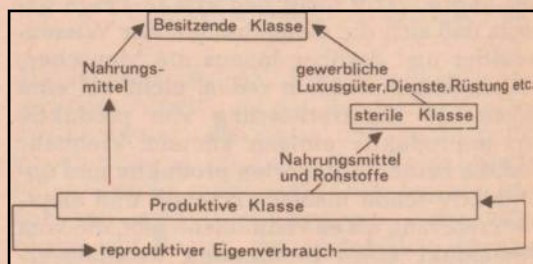 Besitzende Klasse
Nahrungs-
mittel
gewerbliche
Luxusgüter,Dienste,Rüstung etc.
sterile Klasse
Nahrungsmittel
und Rohstoffe
Produktive Klasse
reproduktiver Eigenverbrauch